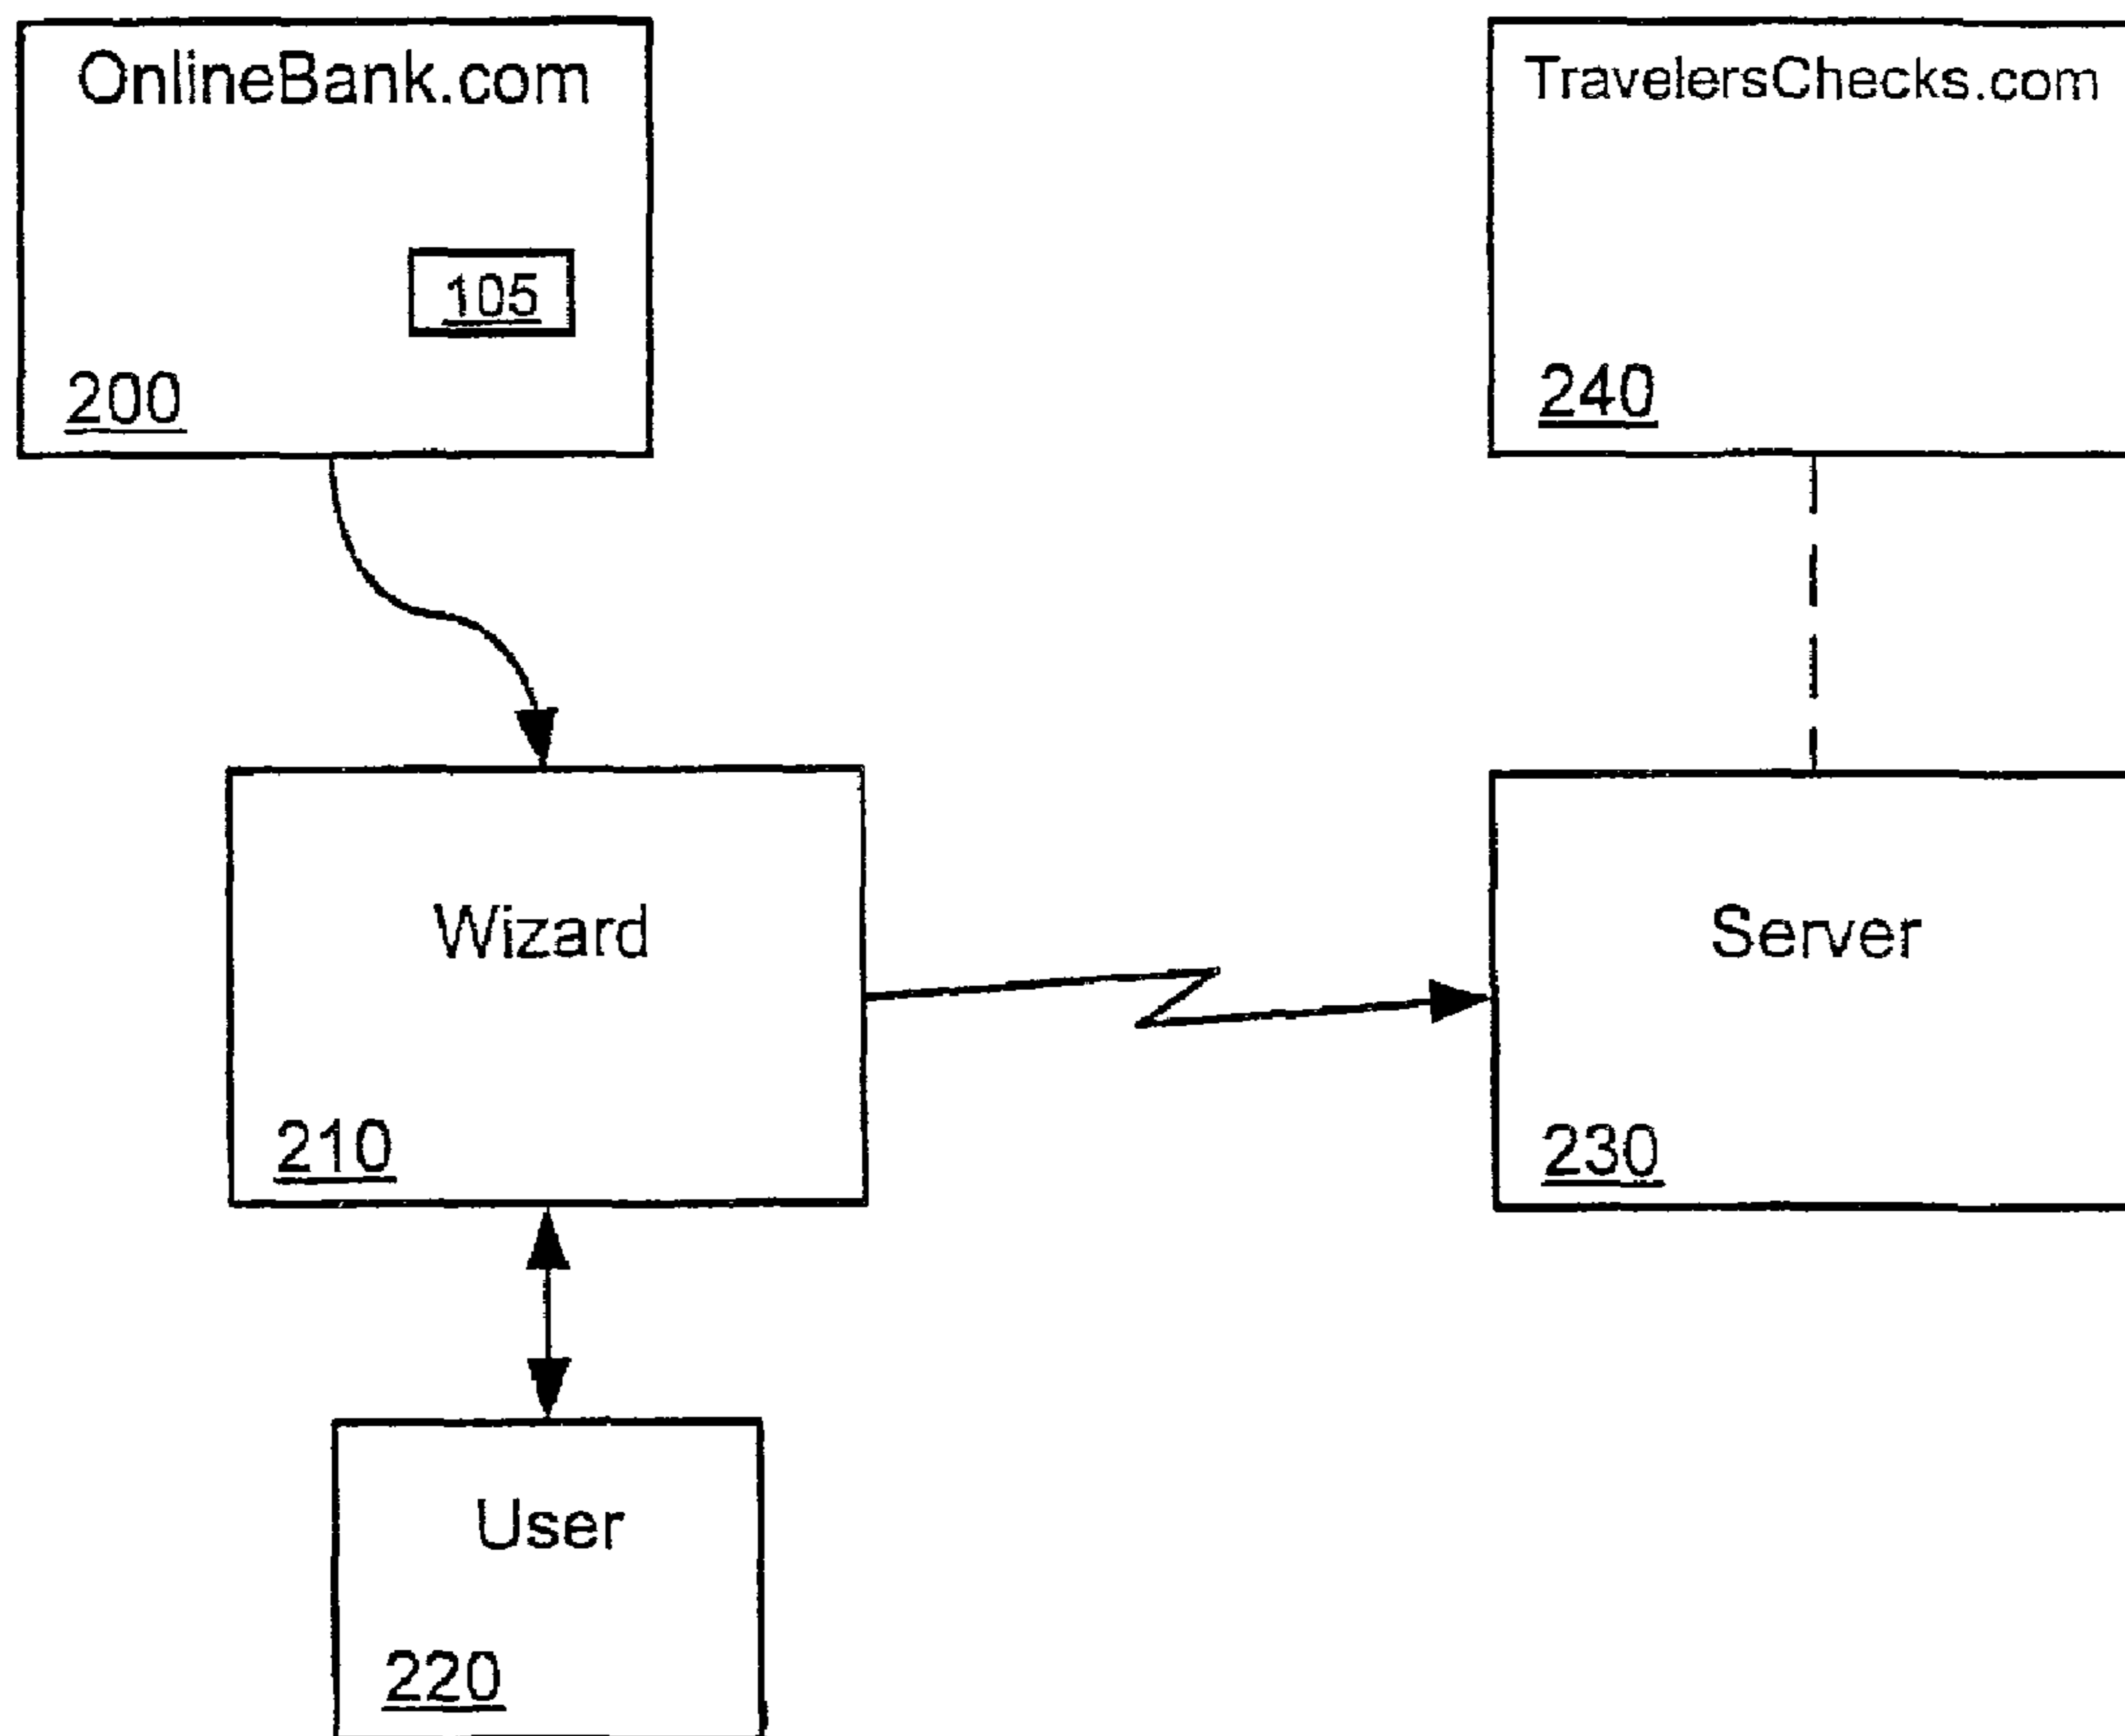 OnlineBank.com
105
200
TravelersChecks.com
240
Wizard
210
Server
230
User
220